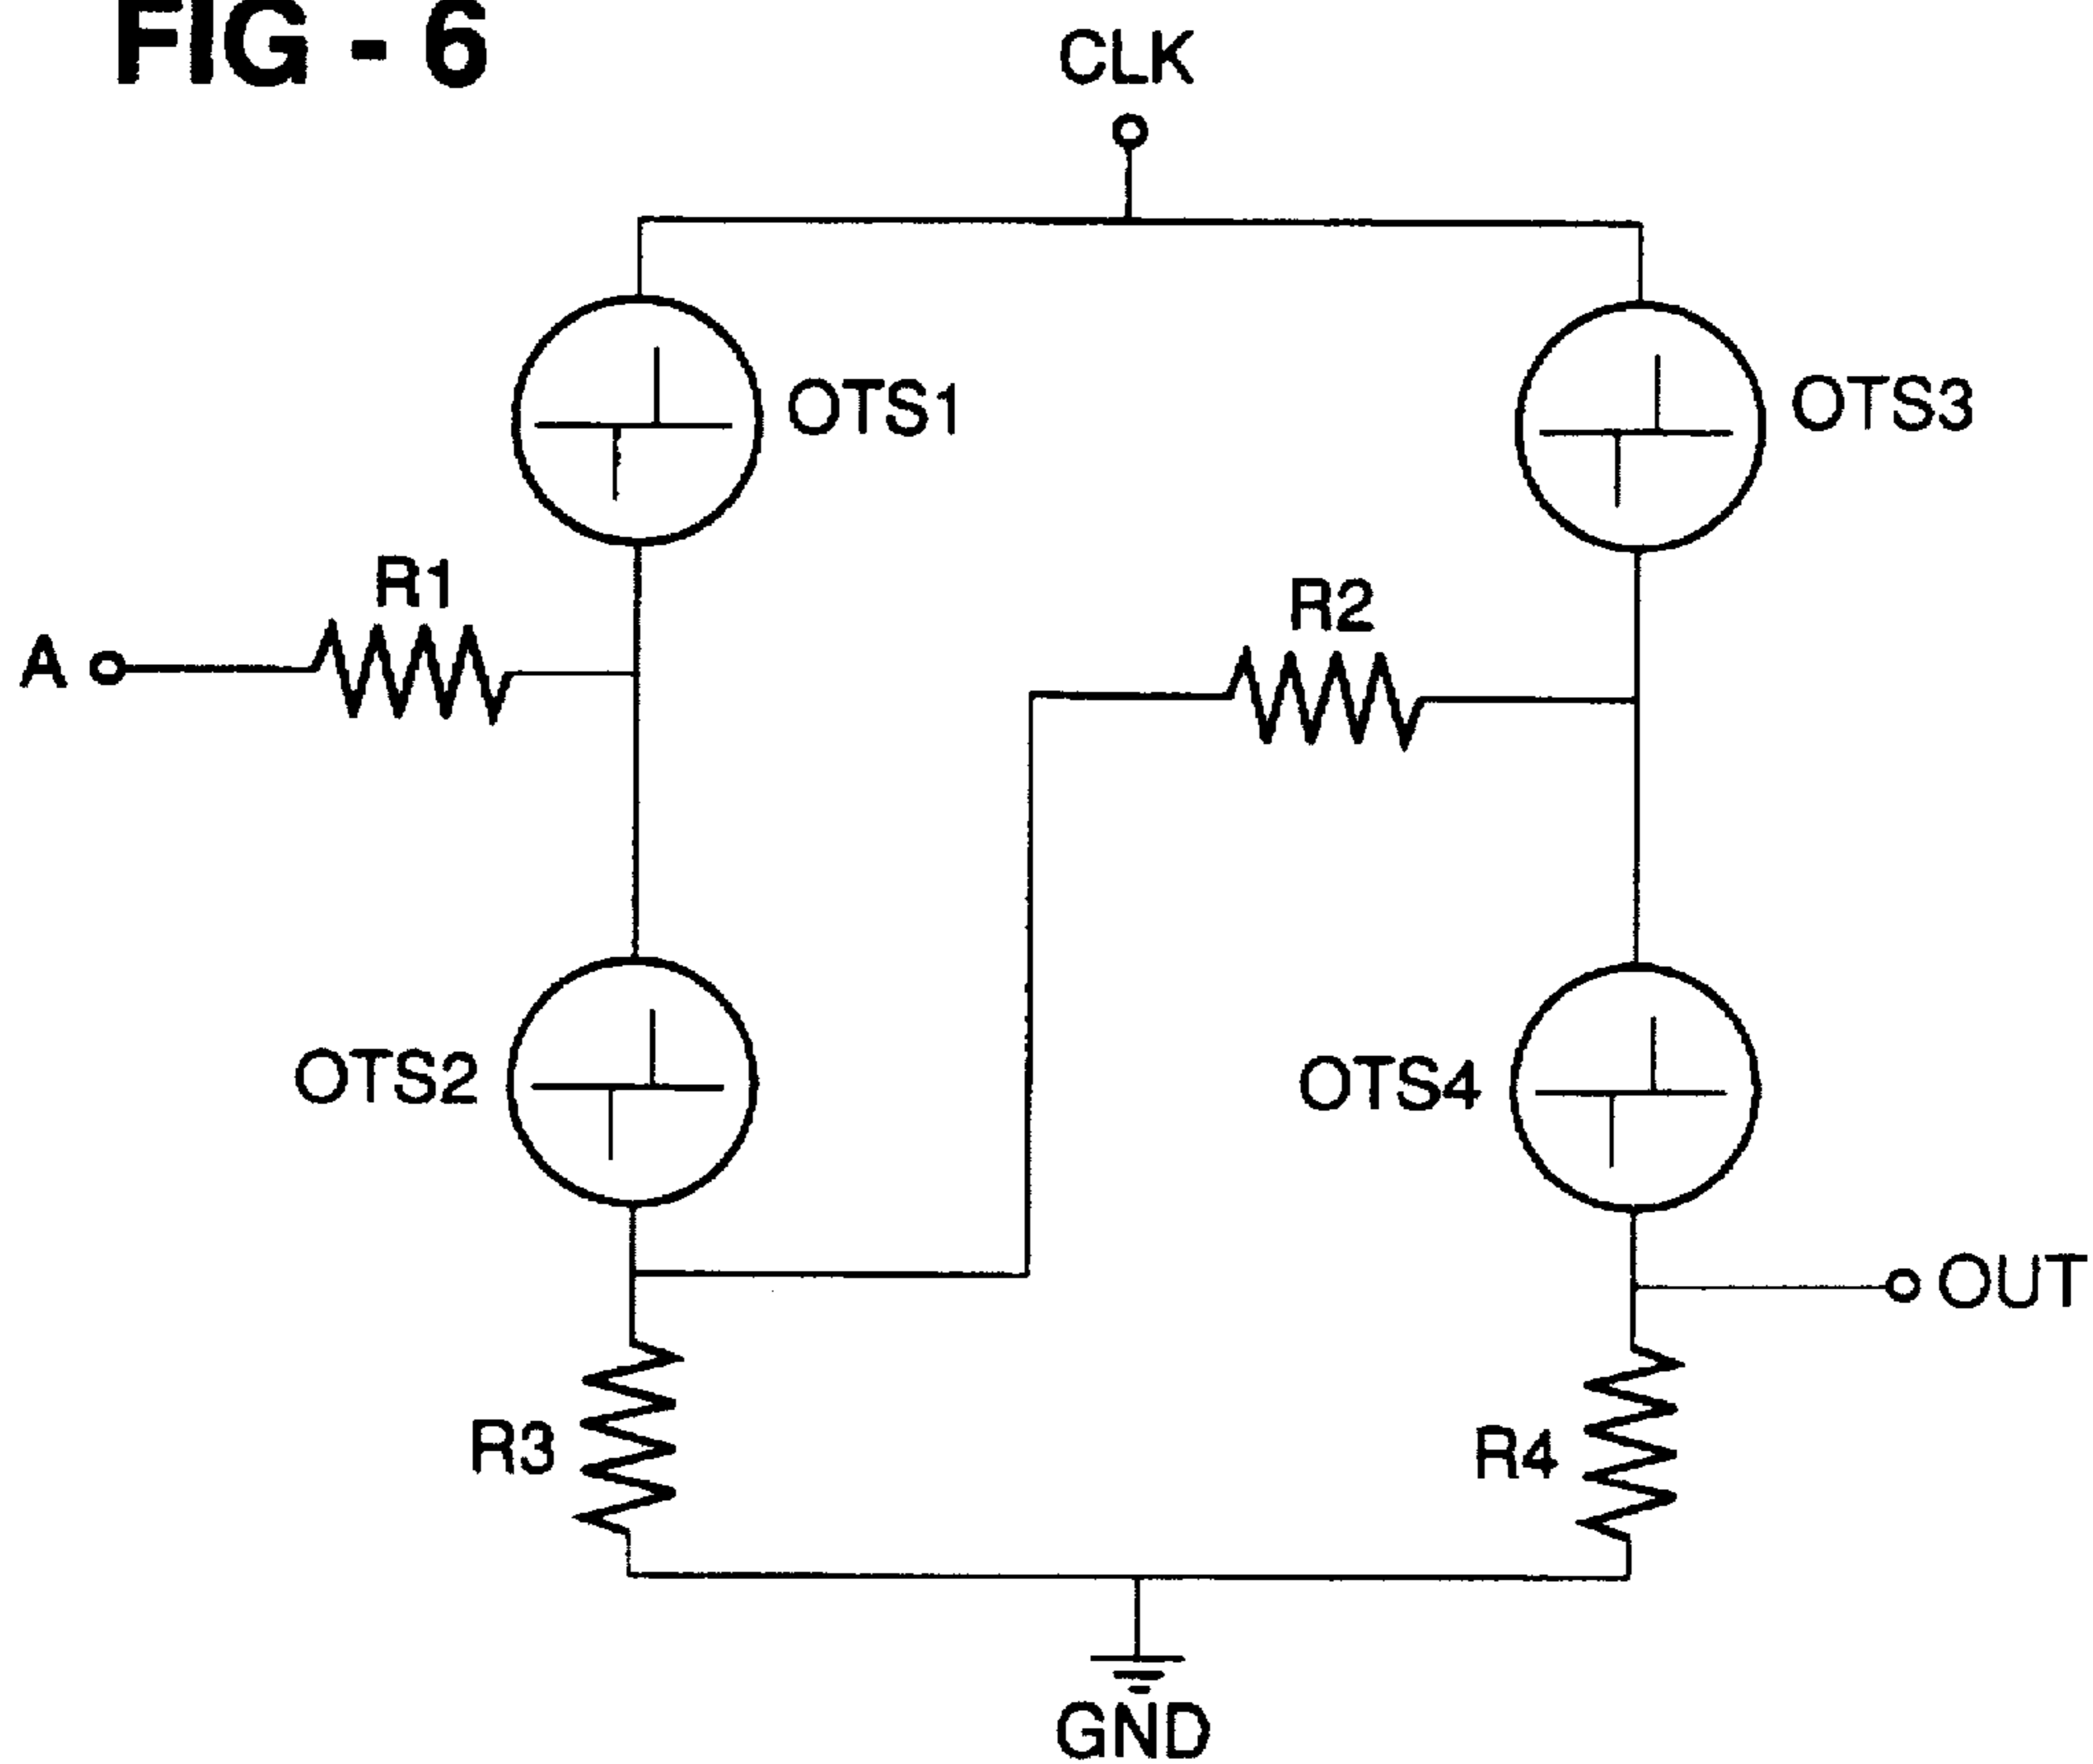 FIG - 6
CLK
OTS1
OTS3
R1
R2
A
OTS2
OTS4
OUT
R3
R4
GND